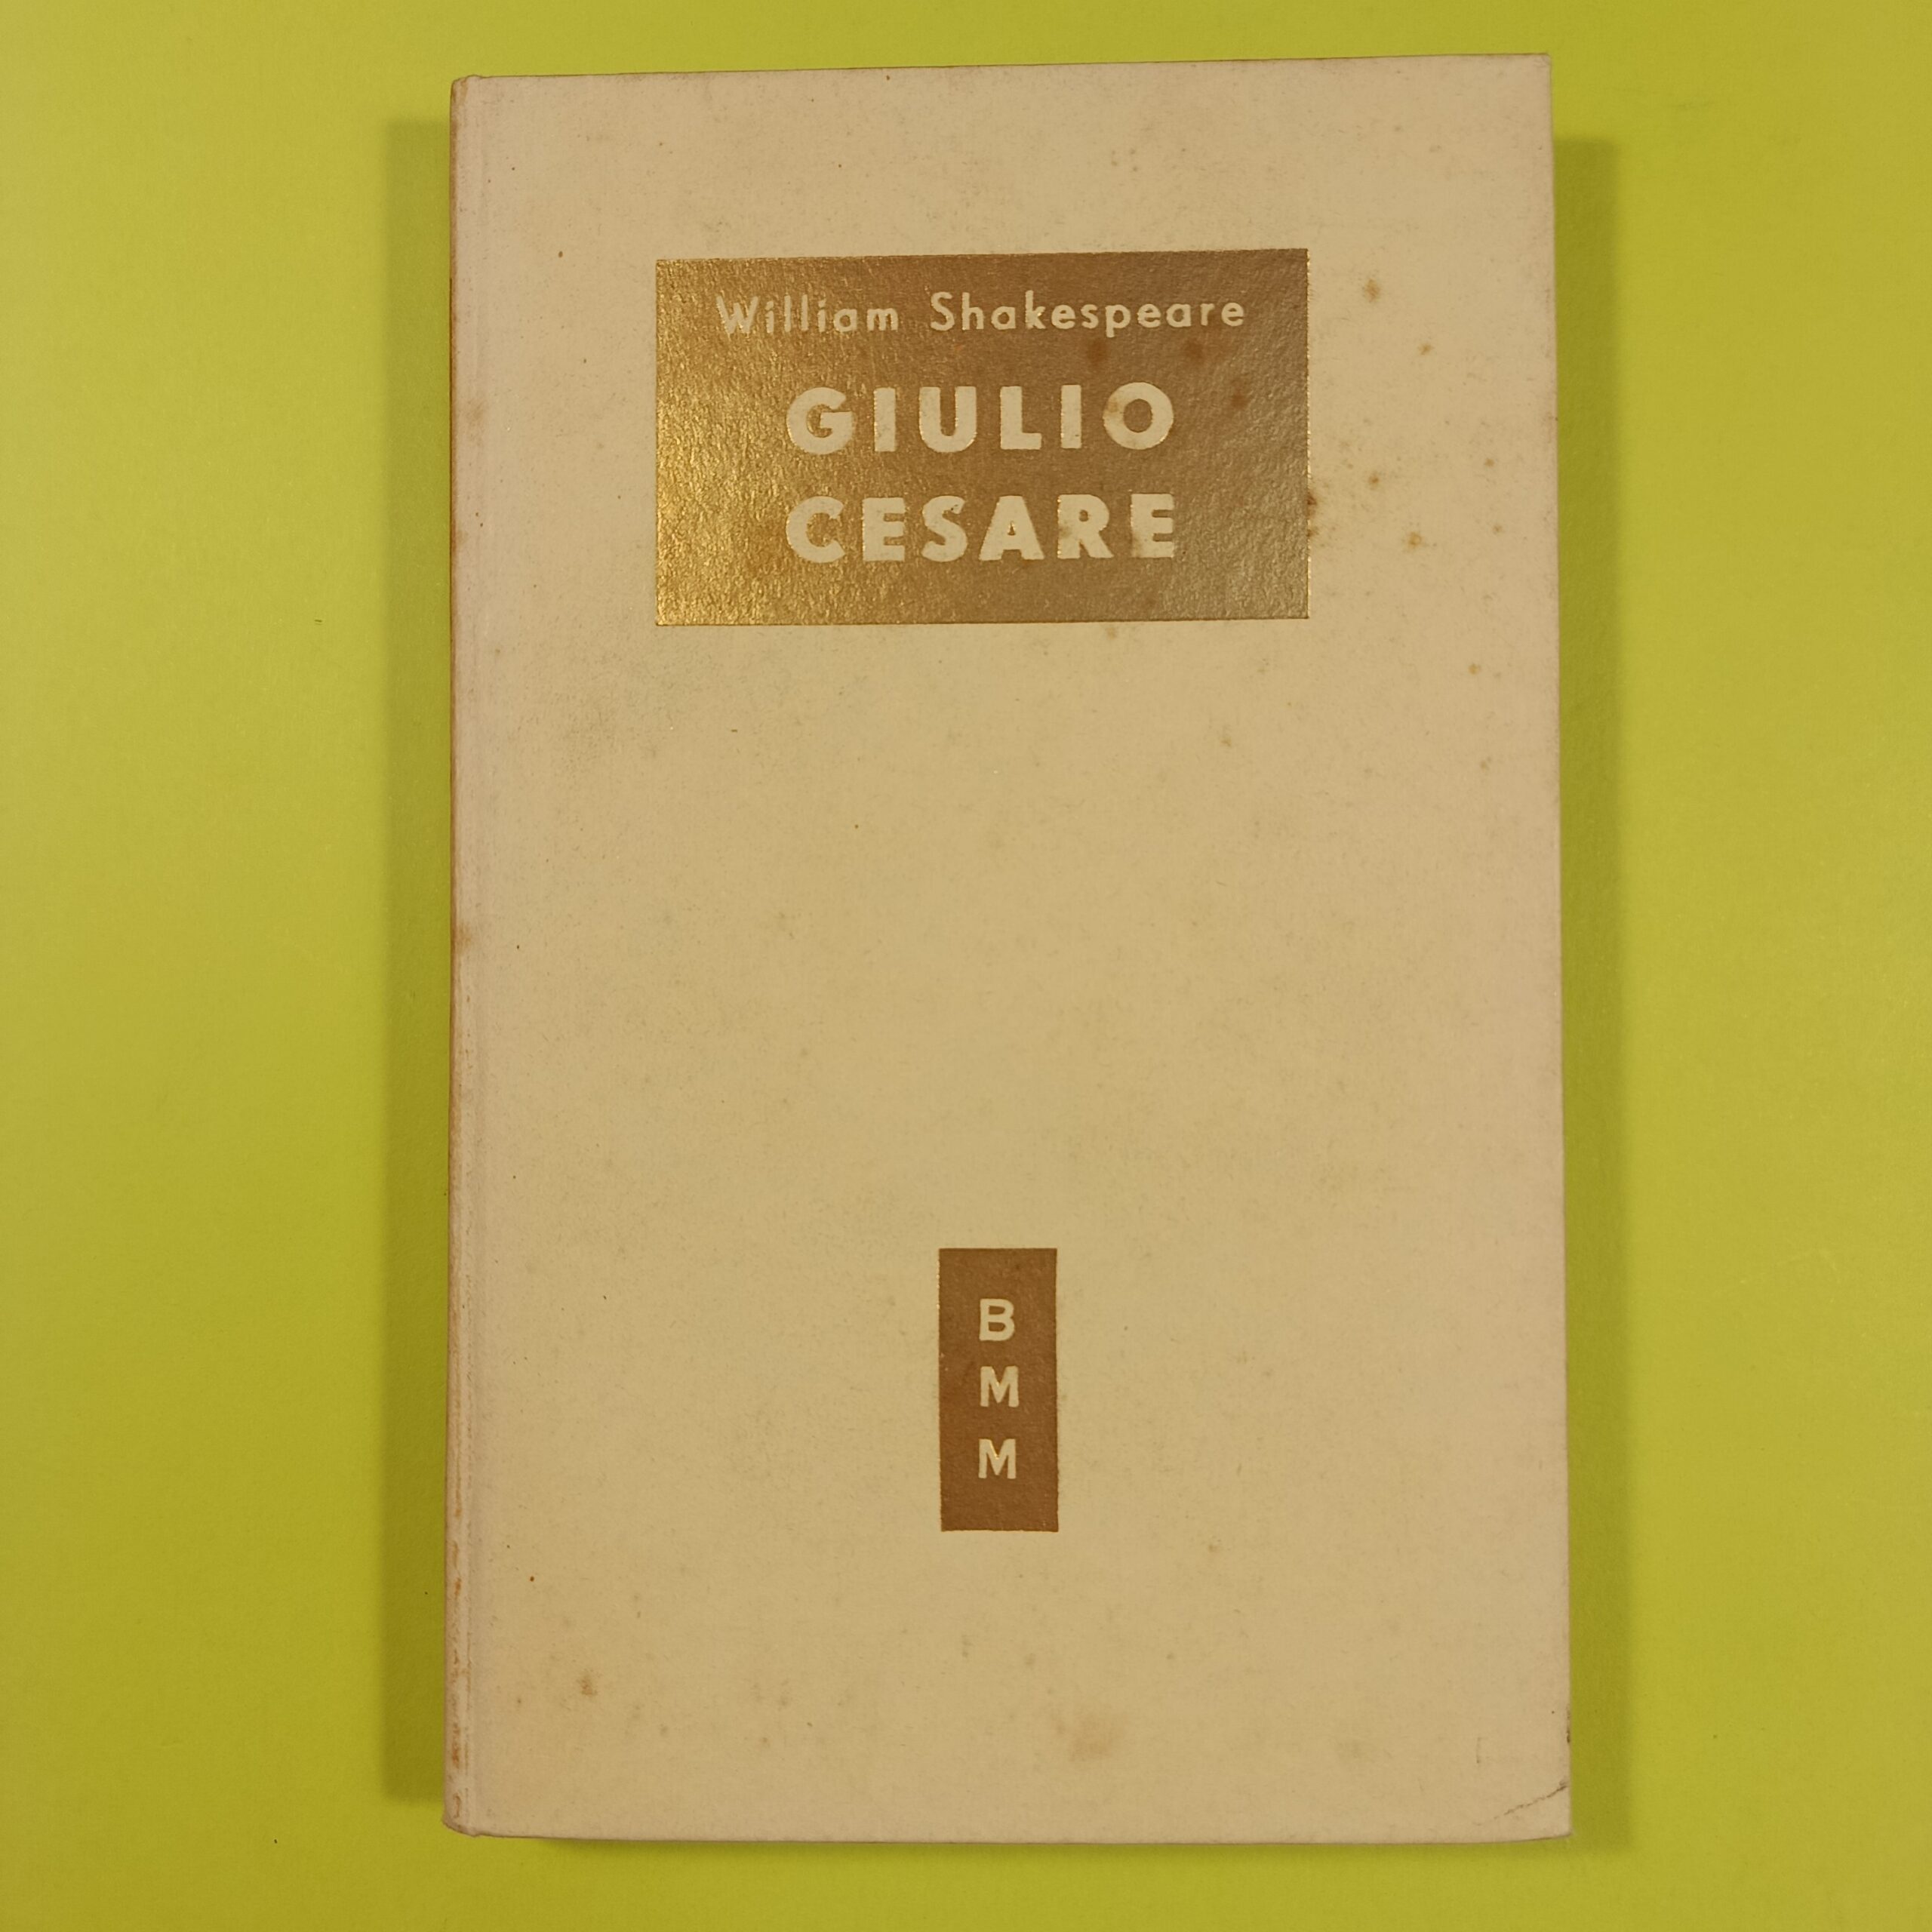 William Shakespeare
GIULIO
CESARE
B
M
M